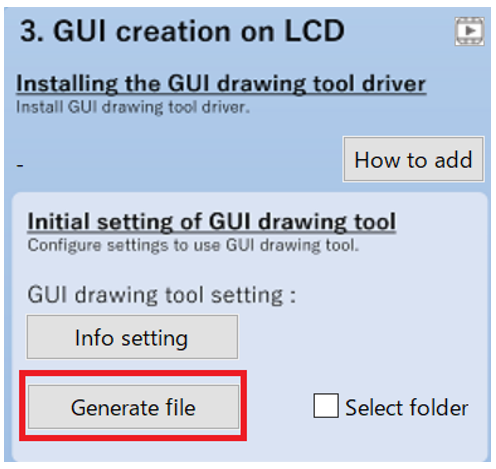 3. GUI creation on LCD
Installing the GUI drawing tool driver
Install GUI drawing tool driver.
-
How to add
Initial setting of GUI drawing tool
Configure settings to use GUI drawing tool.
GUI drawing tool setting :
Info setting
Generate file
Select folder